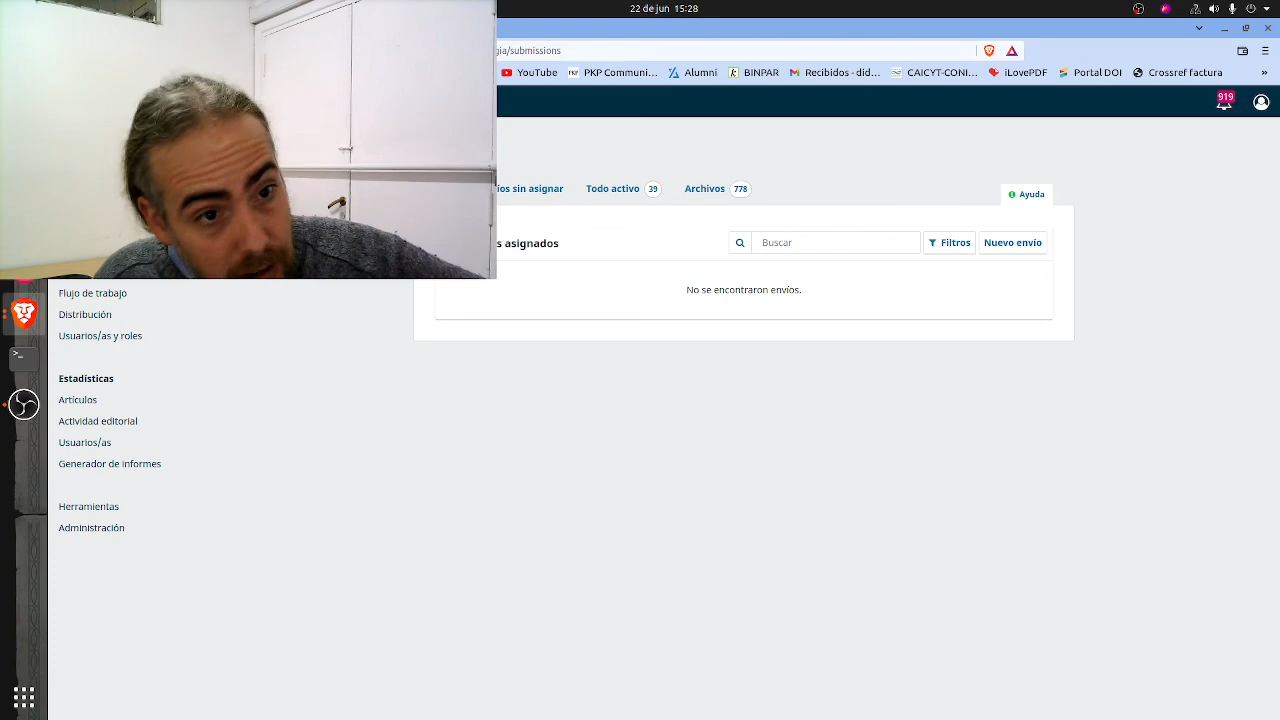 22 de jun 15:28
gia/submissions
YouTube PKP Communi... Alumni BINPAR Recibidos - did... CAICYT-CONI... iLovePDF Portal DOI Crossref factura »
919
os sin asignar Todo activo 39 Archivos 778 Ayuda
s asignados Buscar Filtros Nuevo envío
No se encontraron envíos.
Flujo de trabajo
Distribución
Usuarios/as y roles
Estadísticas
Artículos
Actividad editorial
Usuarios/as
Generador de informes
Herramientas
Administración